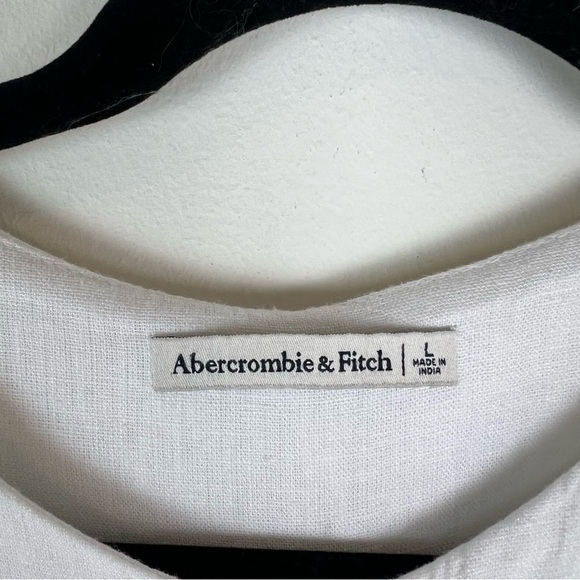 Abercrombie & Fitch | L
MADE IN
INDIA